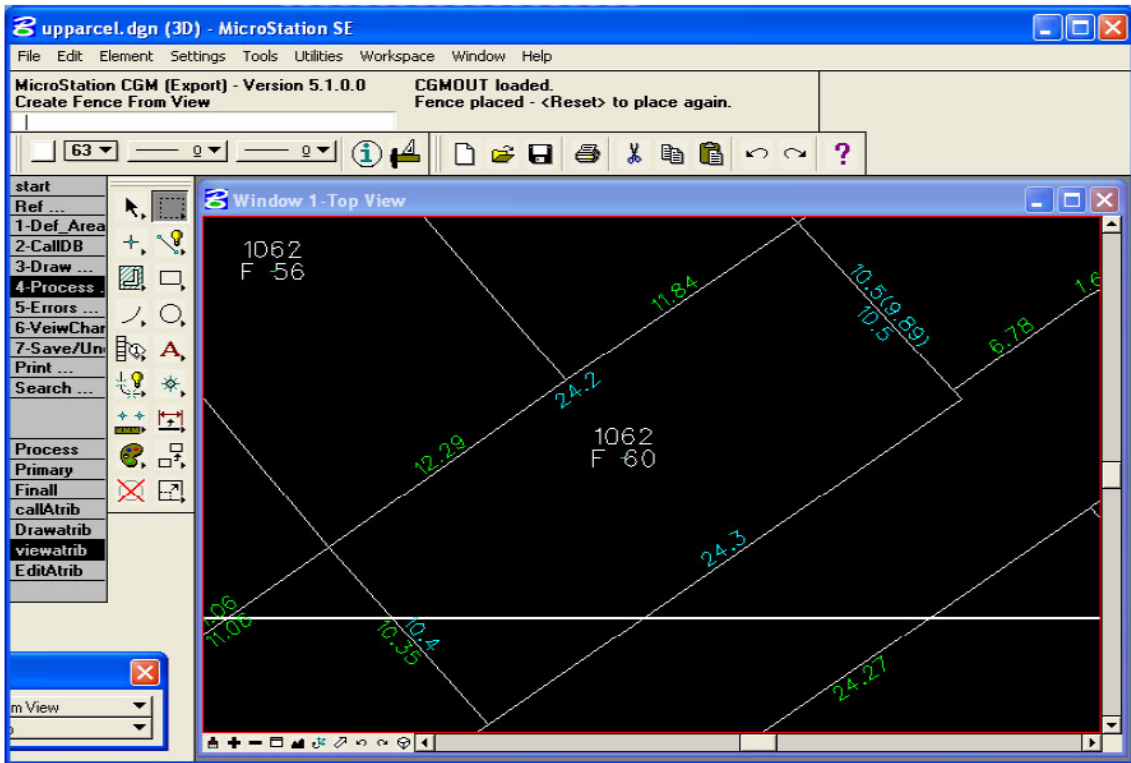 upparcel.dgn (3D) - MicroStation SE
File Edit Element Settings Tools Utilities Workspace Window Help
MicroStation CGM (Export) - Version 5.1.0.0 CGMOUT loaded.
Create Fence From View Fence placed - <Reset> to place again.
63 0 0
start
Ref ...
1-Def_Area
2-CallDB
3-Draw ...
4-Process .
5-Errors ...
6-VeiwChar
7-Save/Un
Print ...
Search ...
Process
Primary
Finall
callAtrib
Drawatrib
viewatrib
EditAtrib
Window 1-Top View
1062
F 56
11.84
10.5(9.89)
10.5
1.6
6.78
24.2
12.29
1062
F 60
24.3
1.06
11.06
10.4
10.35
24.27
m View